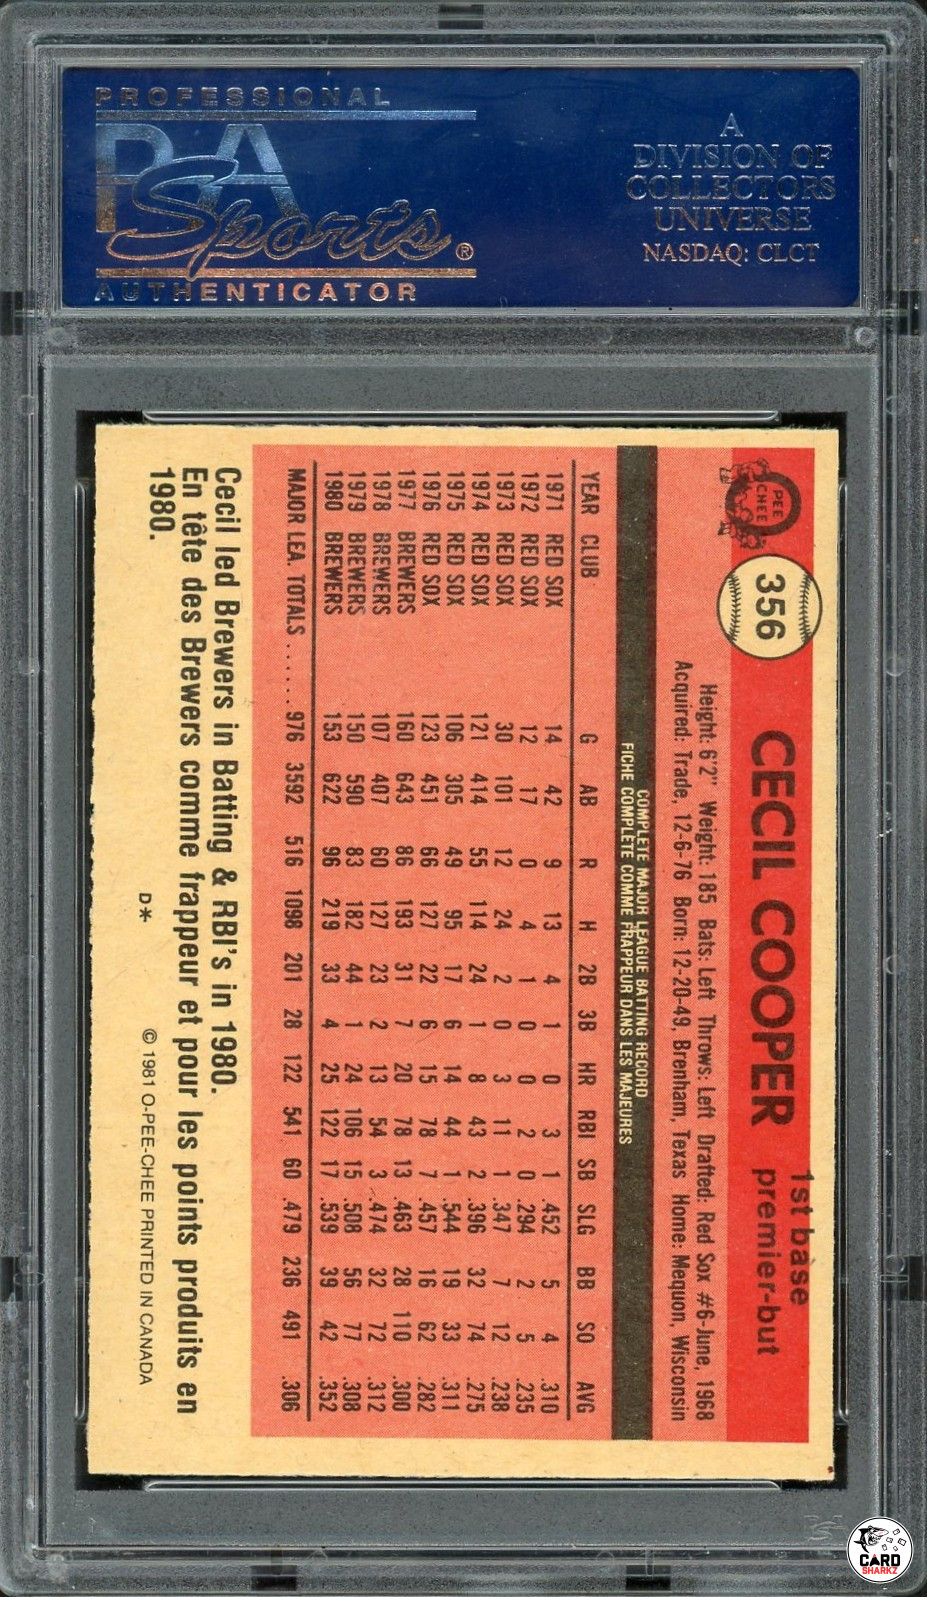 PROFESSIONAL
PSA
Sports®
AUTHENTICATOR
A
DIVISION OF
COLLECTORS
UNIVERSE
NASDAQ: CLCT
O
PEE
CHEE
356
CECIL COOPER
1st base
premier-but
Height: 6'2" Weight: 185 Bats: Left Throws: Left Drafted: Red Sox #6-June, 1968
Acquired: Trade, 12-6-76 Born: 12-20-49, Brenham, Texas Home: Mequon, Wisconsin
COMPLETE MAJOR LEAGUE BATTING RECORD
FICHE COMPLÈTE COMME FRAPPEUR DANS LES MAJEURES
YEAR CLUB G AB R H 2B 3B HR RBI SB SLG BB SO AVG
1971 RED SOX 14 42 9 13 4 1 0 3 1 .452 5 4 .310
1972 RED SOX 12 17 0 4 1 0 0 2 0 .294 2 5 .235
1973 RED SOX 30 101 12 24 2 0 3 11 1 .347 7 12 .238
1974 RED SOX 121 414 55 114 24 1 8 43 2 .396 32 74 .275
1975 RED SOX 106 305 49 95 17 6 14 44 1 .544 19 33 .311
1976 RED SOX 123 451 66 127 22 6 15 78 7 .457 16 62 .282
1977 BREWERS 160 643 86 193 31 7 20 78 13 .463 28 110 .300
1978 BREWERS 107 407 60 127 23 2 13 54 3 .474 32 72 .312
1979 BREWERS 150 590 83 182 44 1 24 106 15 .508 56 77 .308
1980 BREWERS 153 622 96 219 33 4 25 122 17 .539 39 42 .352
MAJOR LEA. TOTALS ...... 976 3592 516 1098 201 28 122 541 60 .479 236 491 .306
Cecil led Brewers in Batting & RBI's in 1980.
En tête des Brewers comme frappeur et pour les points produits en
1980.
D* © 1981 O-PEE-CHEE PRINTED IN CANADA
CARD
SHARKZ